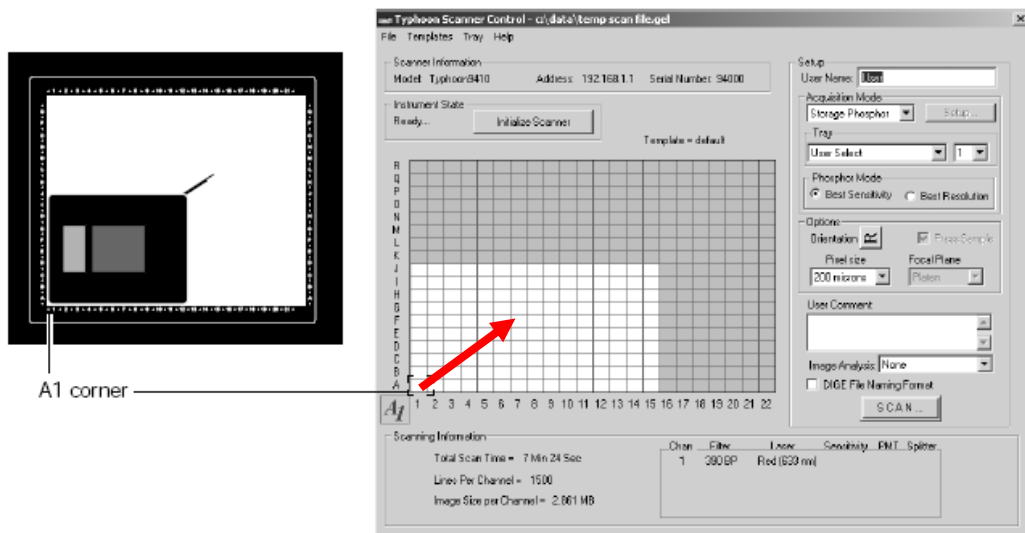 Typhoon Scanner Control - c:\data\temp scan file.gel
File Templates Tray Help
Scanner Information
Model: Typhoon9410 Address: 192.168.1.1 Serial Number: 94000
Instrument State
Ready... Initialize Scanner
Template = default
R
Q
P
O
N
M
L
K
J
I
H
G
F
E
D
C
B
A
A1
1 2 3 4 5 6 7 8 9 10 11 12 13 14 15 16 17 18 19 20 21 22
A1 corner
Setup
User Name: User
Acquisition Mode
Storage Phosphor Setup...
Tray
User Select 1
Phosphor Mode
Best Sensitivity Best Resolution
Options
Orientation R Press Sample
Pixel size Focal Plane
200 microns Platen
User Comment:
Image Analysis: None
DIGE File Naming Format
SCAN...
Scanning Information
Total Scan Time = 7 Min 24 Sec
Lines Per Channel = 1500
Image Size per Channel = 2.861 MB
Chan Filter Laser Sensitivity PMT Splitter
1 390 BP Red (633 nm)